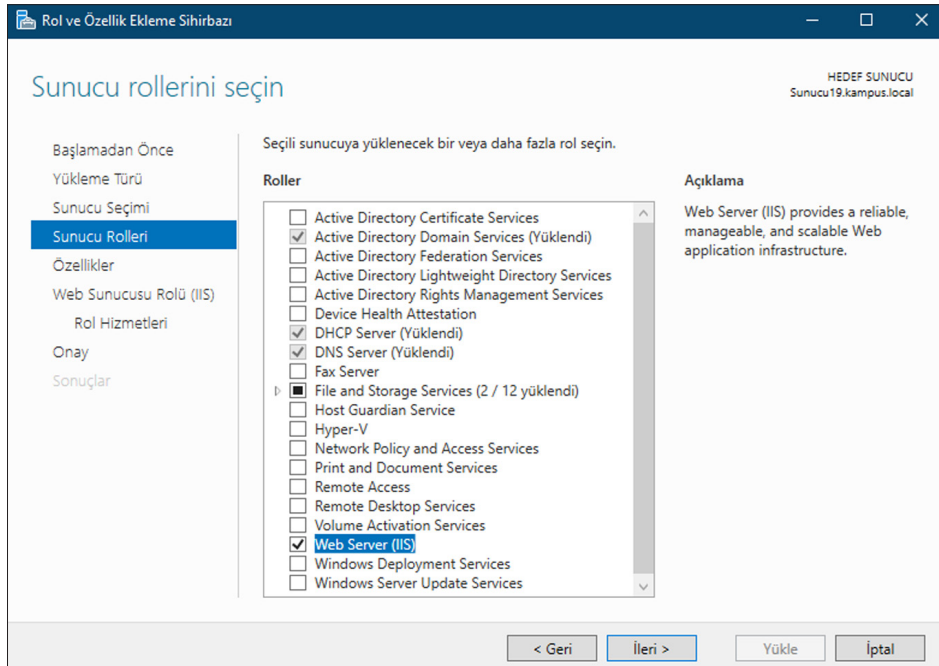 Rol ve Özellik Ekleme Sihirbazı
Sunucu rollerini seçin
HEDEF SUNUCU
Sunucu19.kampus.local
Başlamadan Önce
Yükleme Türü
Sunucu Seçimi
Sunucu Rolleri
Özellikler
Web Sunucusu Rolü (IIS)
Rol Hizmetleri
Onay
Sonuçlar
Seçili sunucuya yüklenecek bir veya daha fazla rol seçin.
Roller
Active Directory Certificate Services
Active Directory Domain Services (Yüklendi)
Active Directory Federation Services
Active Directory Lightweight Directory Services
Active Directory Rights Management Services
Device Health Attestation
DHCP Server (Yüklendi)
DNS Server (Yüklendi)
Fax Server
File and Storage Services (2 / 12 yüklendi)
Host Guardian Service
Hyper-V
Network Policy and Access Services
Print and Document Services
Remote Access
Remote Desktop Services
Volume Activation Services
Web Server (IIS)
Windows Deployment Services
Windows Server Update Services
Açıklama
Web Server (IIS) provides a reliable,
manageable, and scalable Web
application infrastructure.
< Geri
İleri >
Yükle
İptal